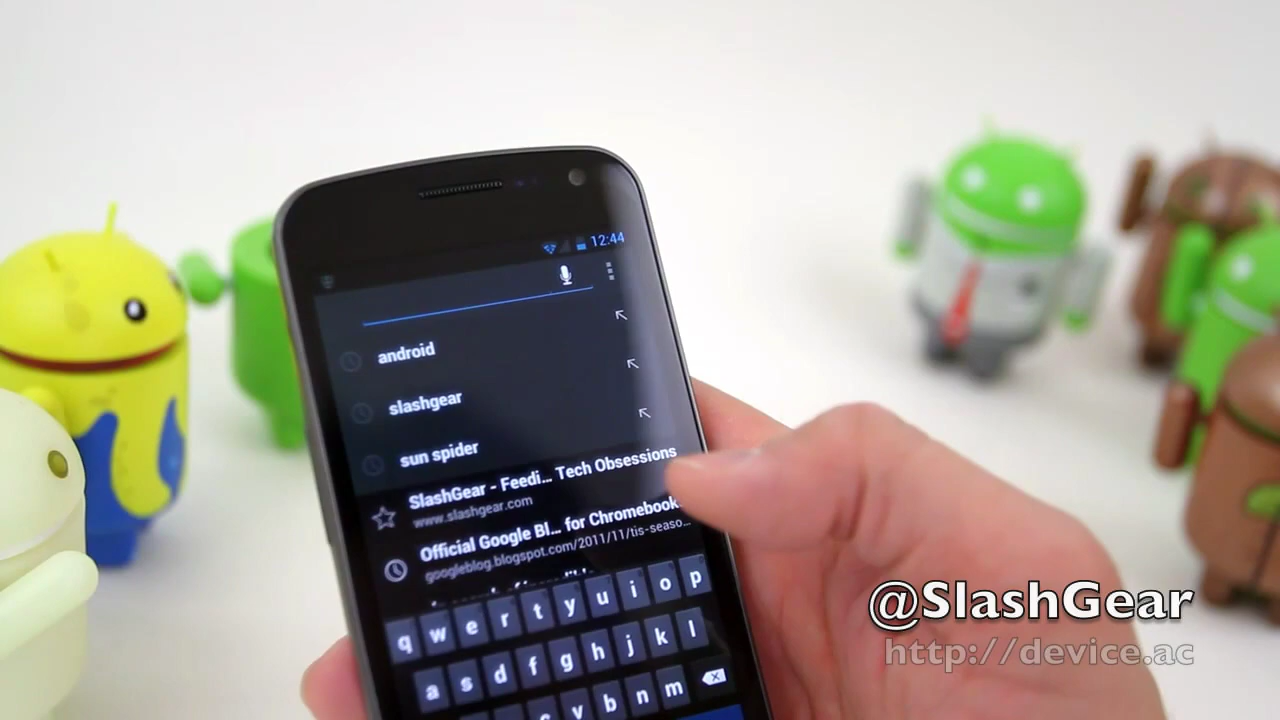 12:44
android
slashgear
sun spider
SlashGear - Feedi... Tech Obsessions
www.slashgear.com
Official Google Bl... for Chromebook
googleblog.blogspot.com/2011/11/tis-seaso...
q w e r t y u i o p
a s d f g h j k l
v b n m
@SlashGear
http://device.ac